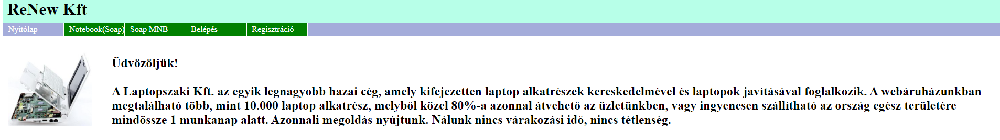 ReNew Kft
Nyitólap Notebook(Soap) Soap MNB Belépés Regisztráció
Üdvözöljük!
A Laptopszaki Kft. az egyik legnagyobb hazai cég, amely kifejezetten laptop alkatrészek kereskedelmével és laptopok javításával foglalkozik. A webáruházunkban
megtalálható több, mint 10.000 laptop alkatrész, melyből közel 80%-a azonnal átvehető az üzletünkben, vagy ingyenesen szállítható az ország egész területére
mindössze 1 munkanap alatt. Azonnali megoldás nyújtunk. Nálunk nincs várakozási idő, nincs tétlenség.